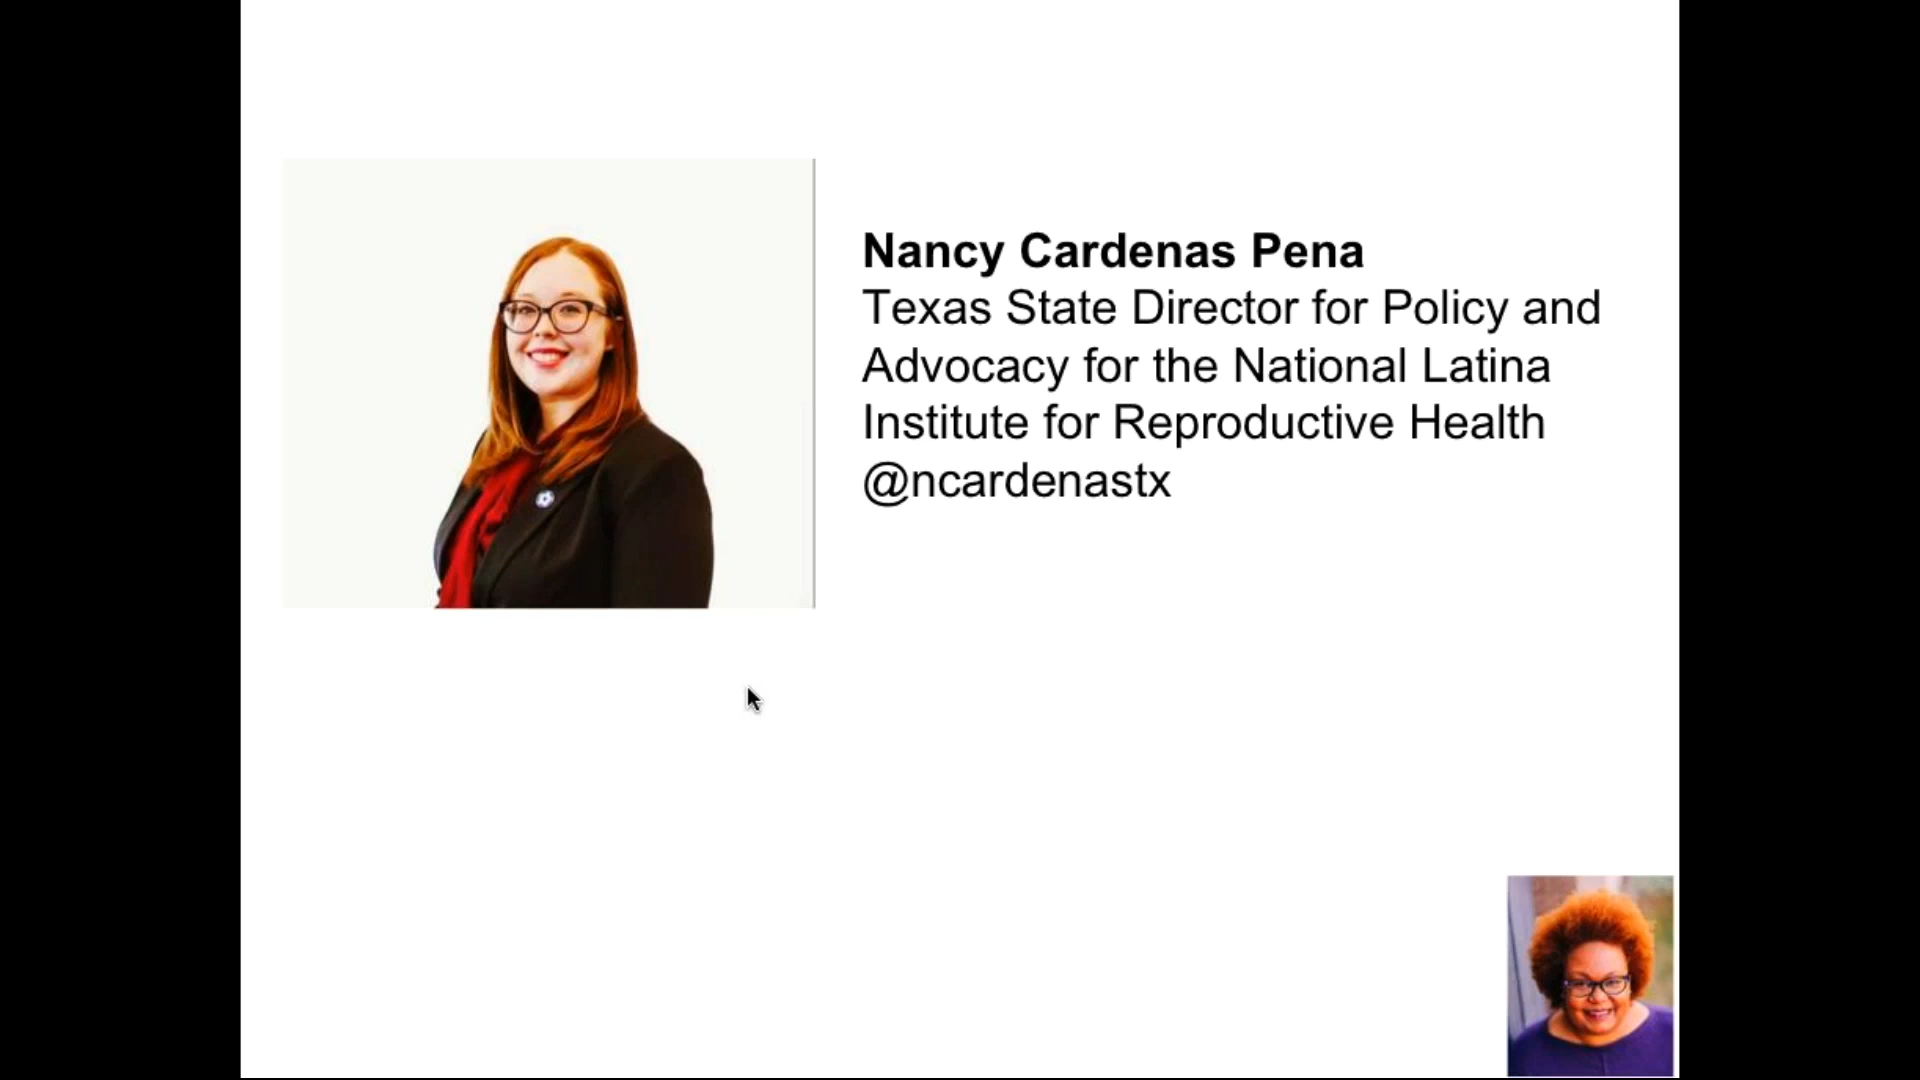 Nancy Cardenas Pena
Texas State Director for Policy and
Advocacy for the National Latina
Institute for Reproductive Health
@ncardenastx